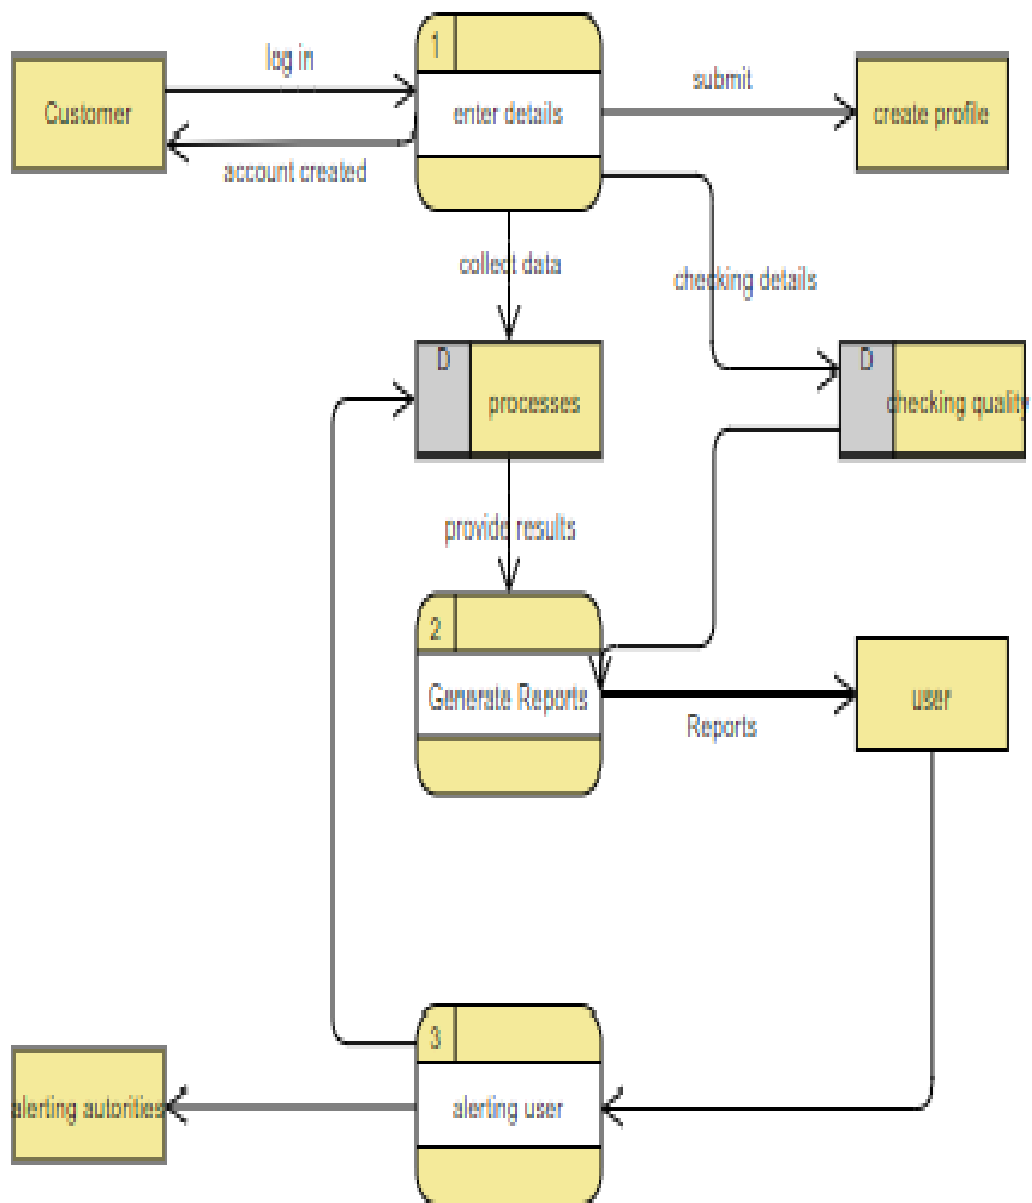 1
log in
submit
Customer
enter details
create profile
account created
collect data
checking details
D
D
processes
checking quality
provide results
2
Generate Reports
user
Reports
3
alerting autorities
alerting user